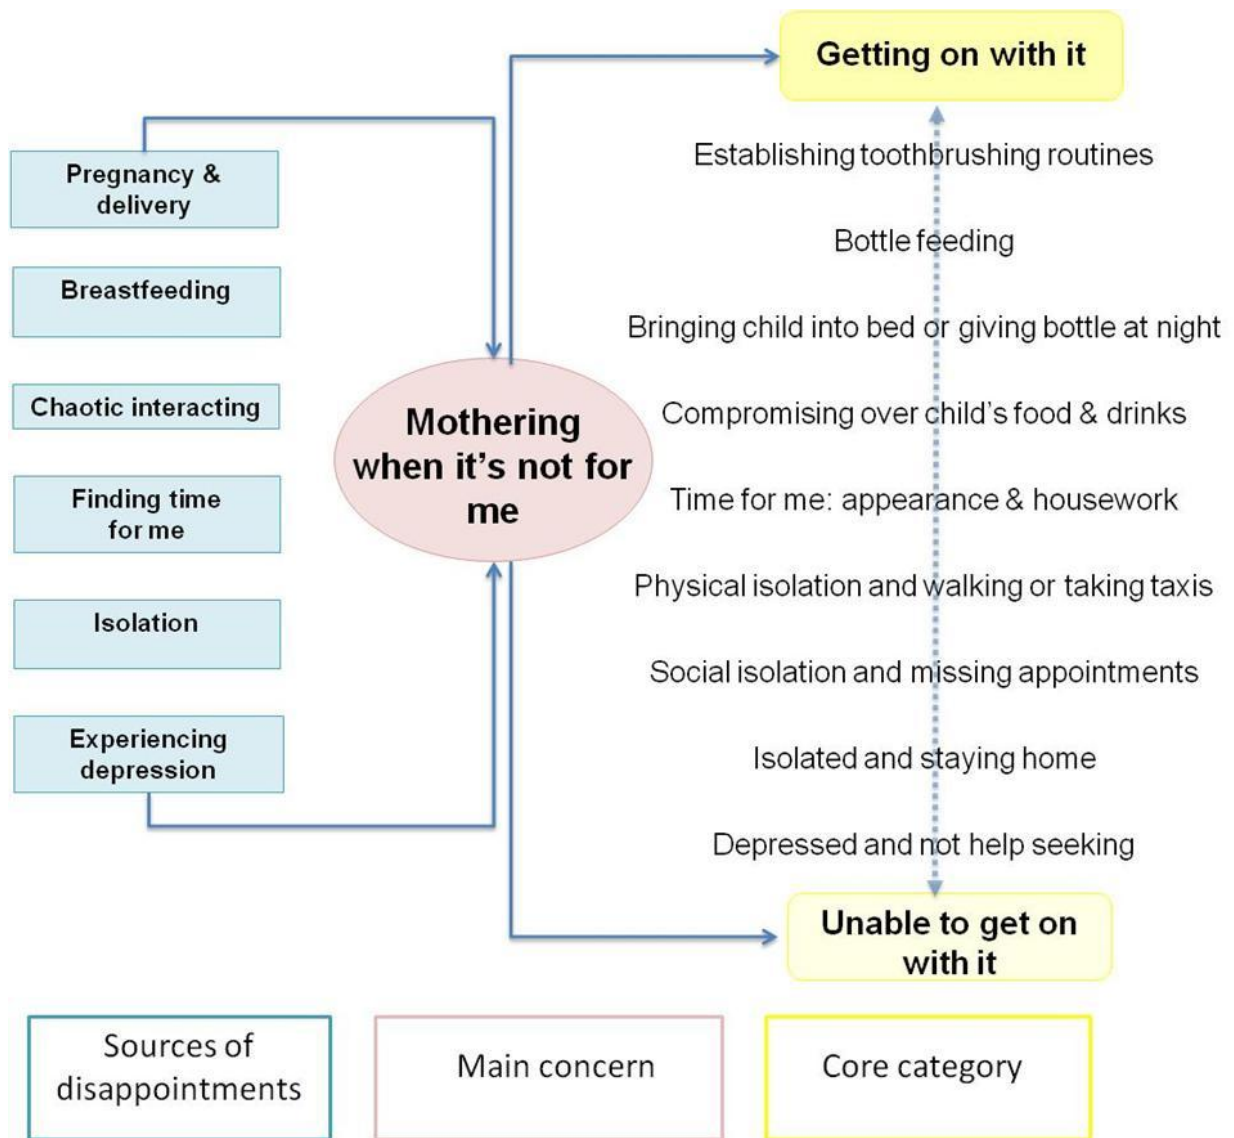 Getting on with it
Pregnancy &
delivery
Breastfeeding
Chaotic interacting
Finding time
for me
Isolation
Experiencing
depression
Mothering
when it's not for
me
Establishing toothbrushing routines
Bottle feeding
Bringing child into bed or giving bottle at night
Compromising over child's food & drinks
Time for me: appearance & housework
Physical isolation and walking or taking taxis
Social isolation and missing appointments
Isolated and staying home
Depressed and not help seeking
Unable to get on
with it
Sources of
disappointments
Main concern
Core category